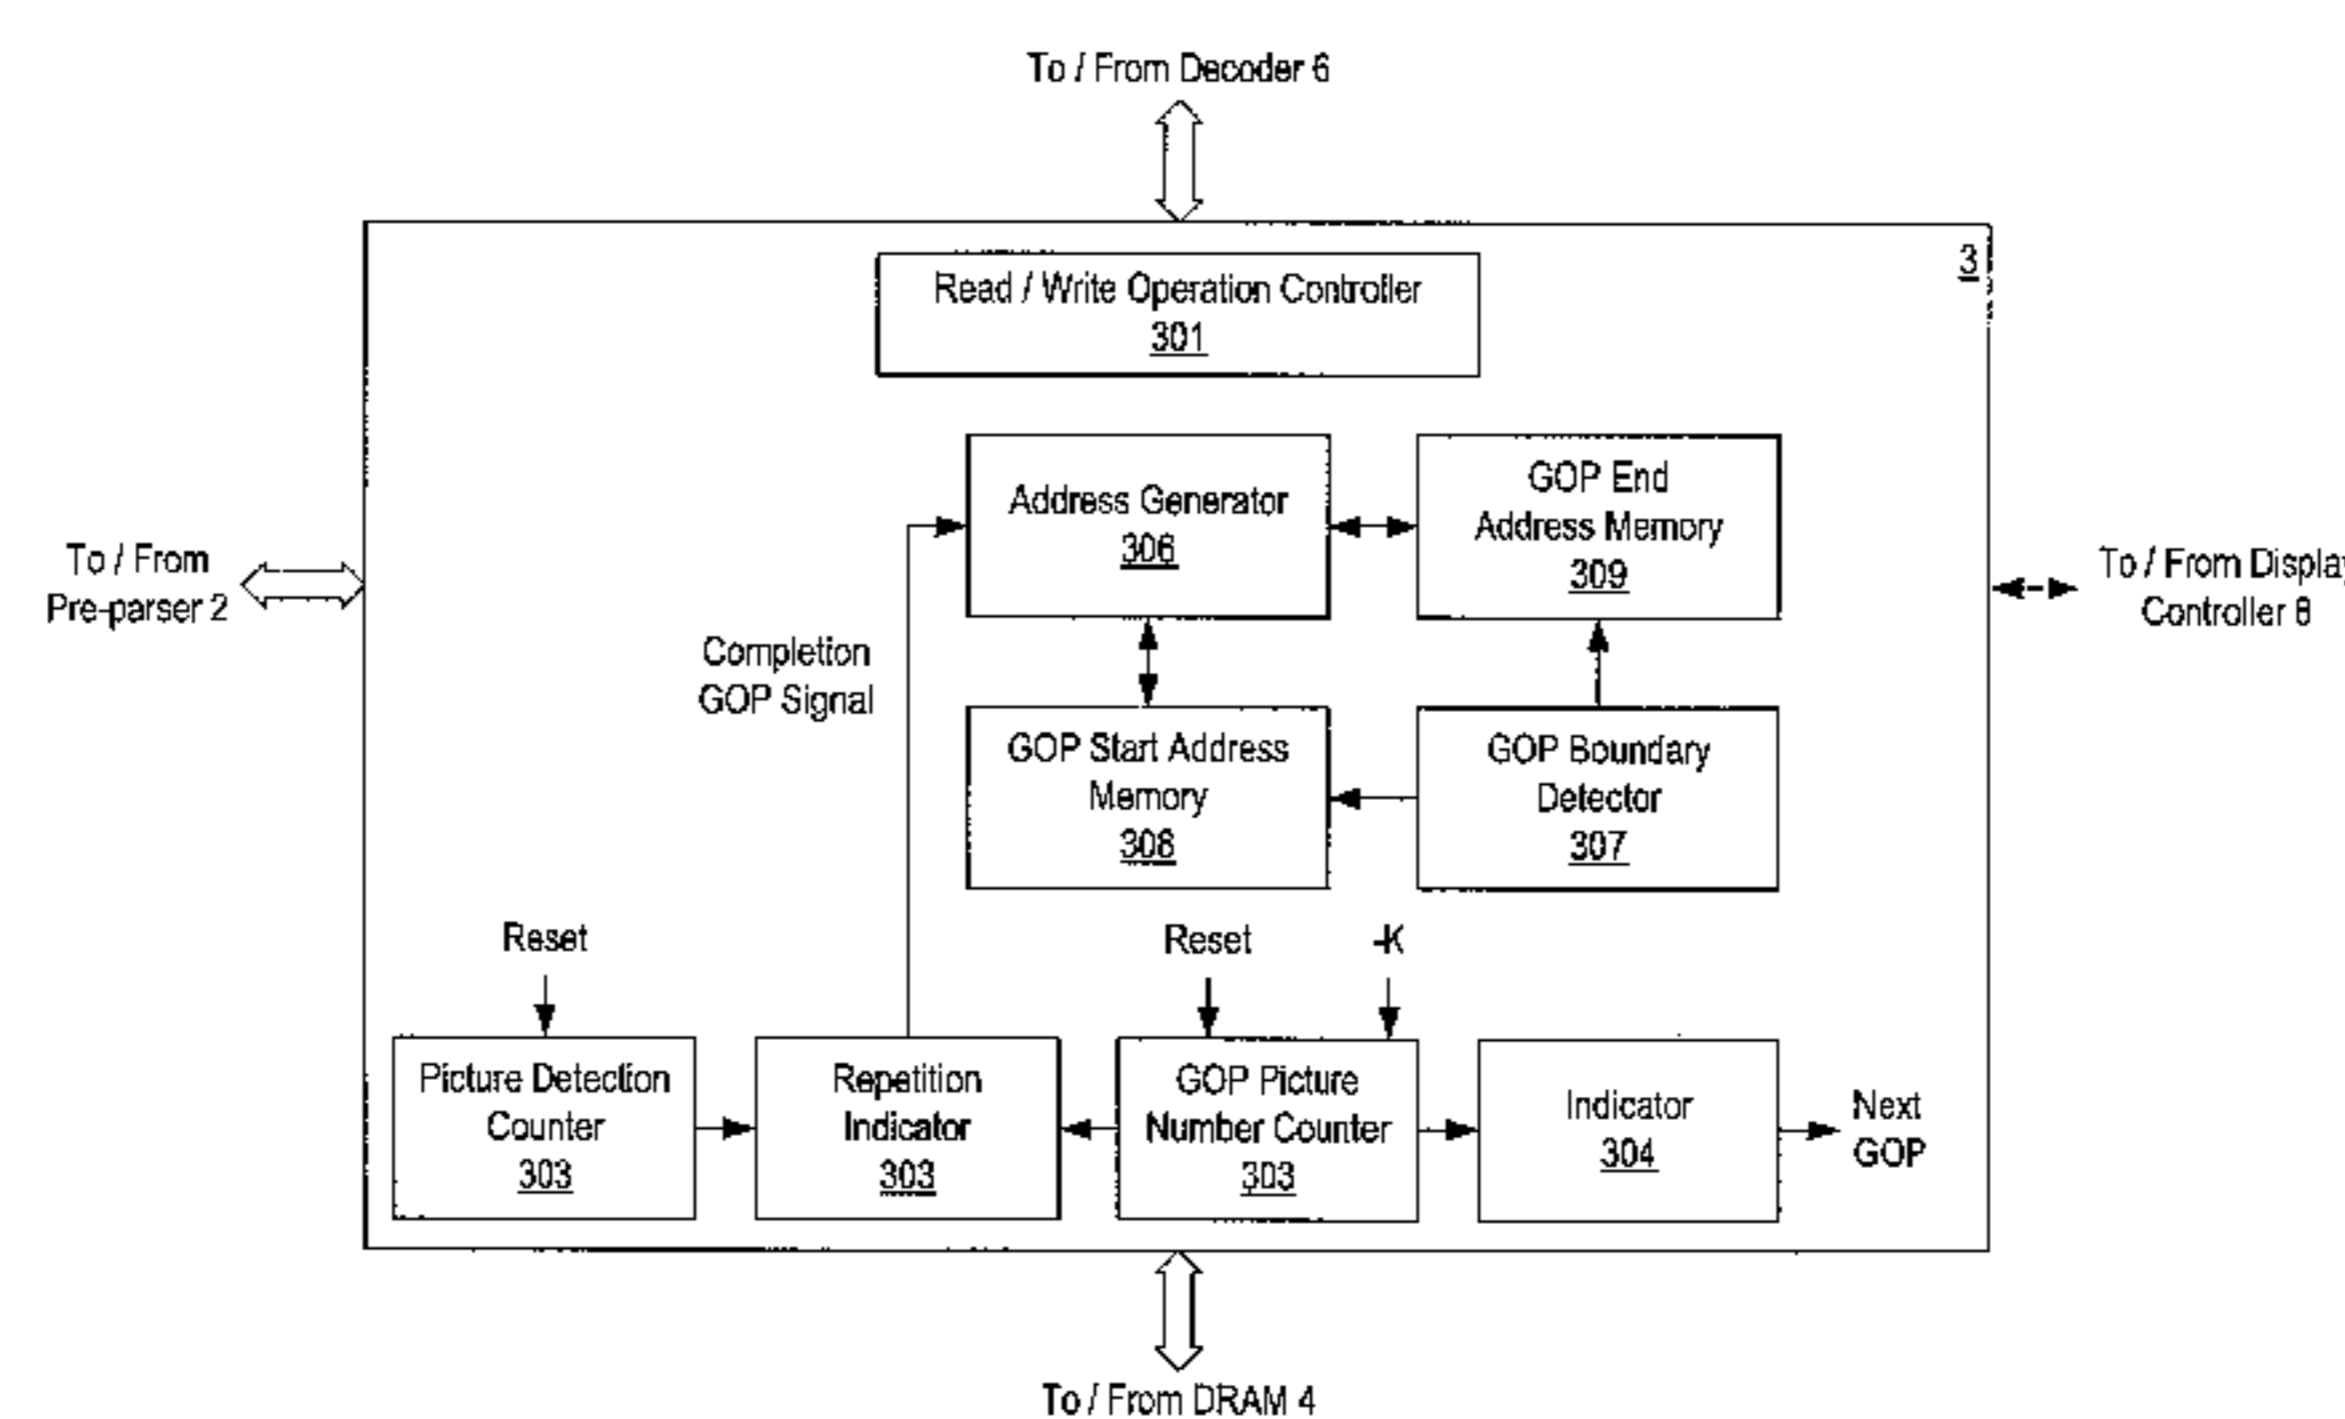 To / From Decoder 6
3
Read / Write Operation Controller
301
Address Generator
306
GOP End
Address Memory
309
To / From
Pre-parser 2
To / From Display
Controller 8
Completion
GOP Signal
GOP Start Address
Memory
308
GOP Boundary
Detector
307
Reset
Reset
-K
Picture Detection
Counter
303
Repetition
Indicator
303
GOP Picture
Number Counter
303
Indicator
304
Next
GOP
To / From DRAM 4